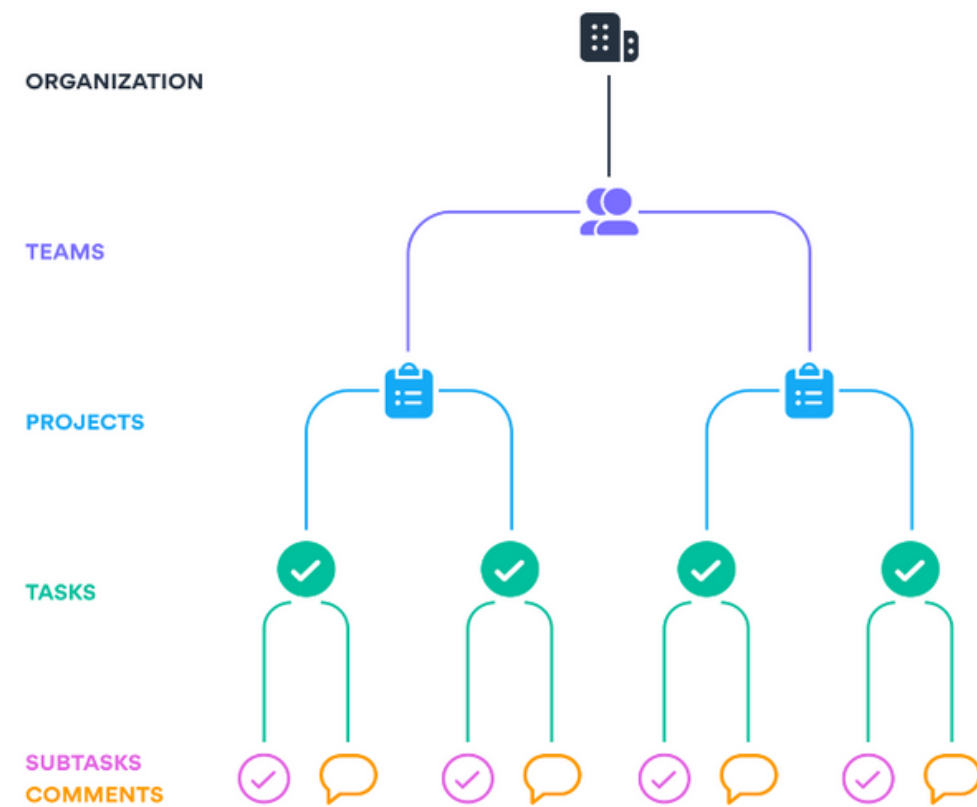 ORGANIZATION
TEAMS
PROJECTS
TASKS
SUBTASKS
COMMENTS